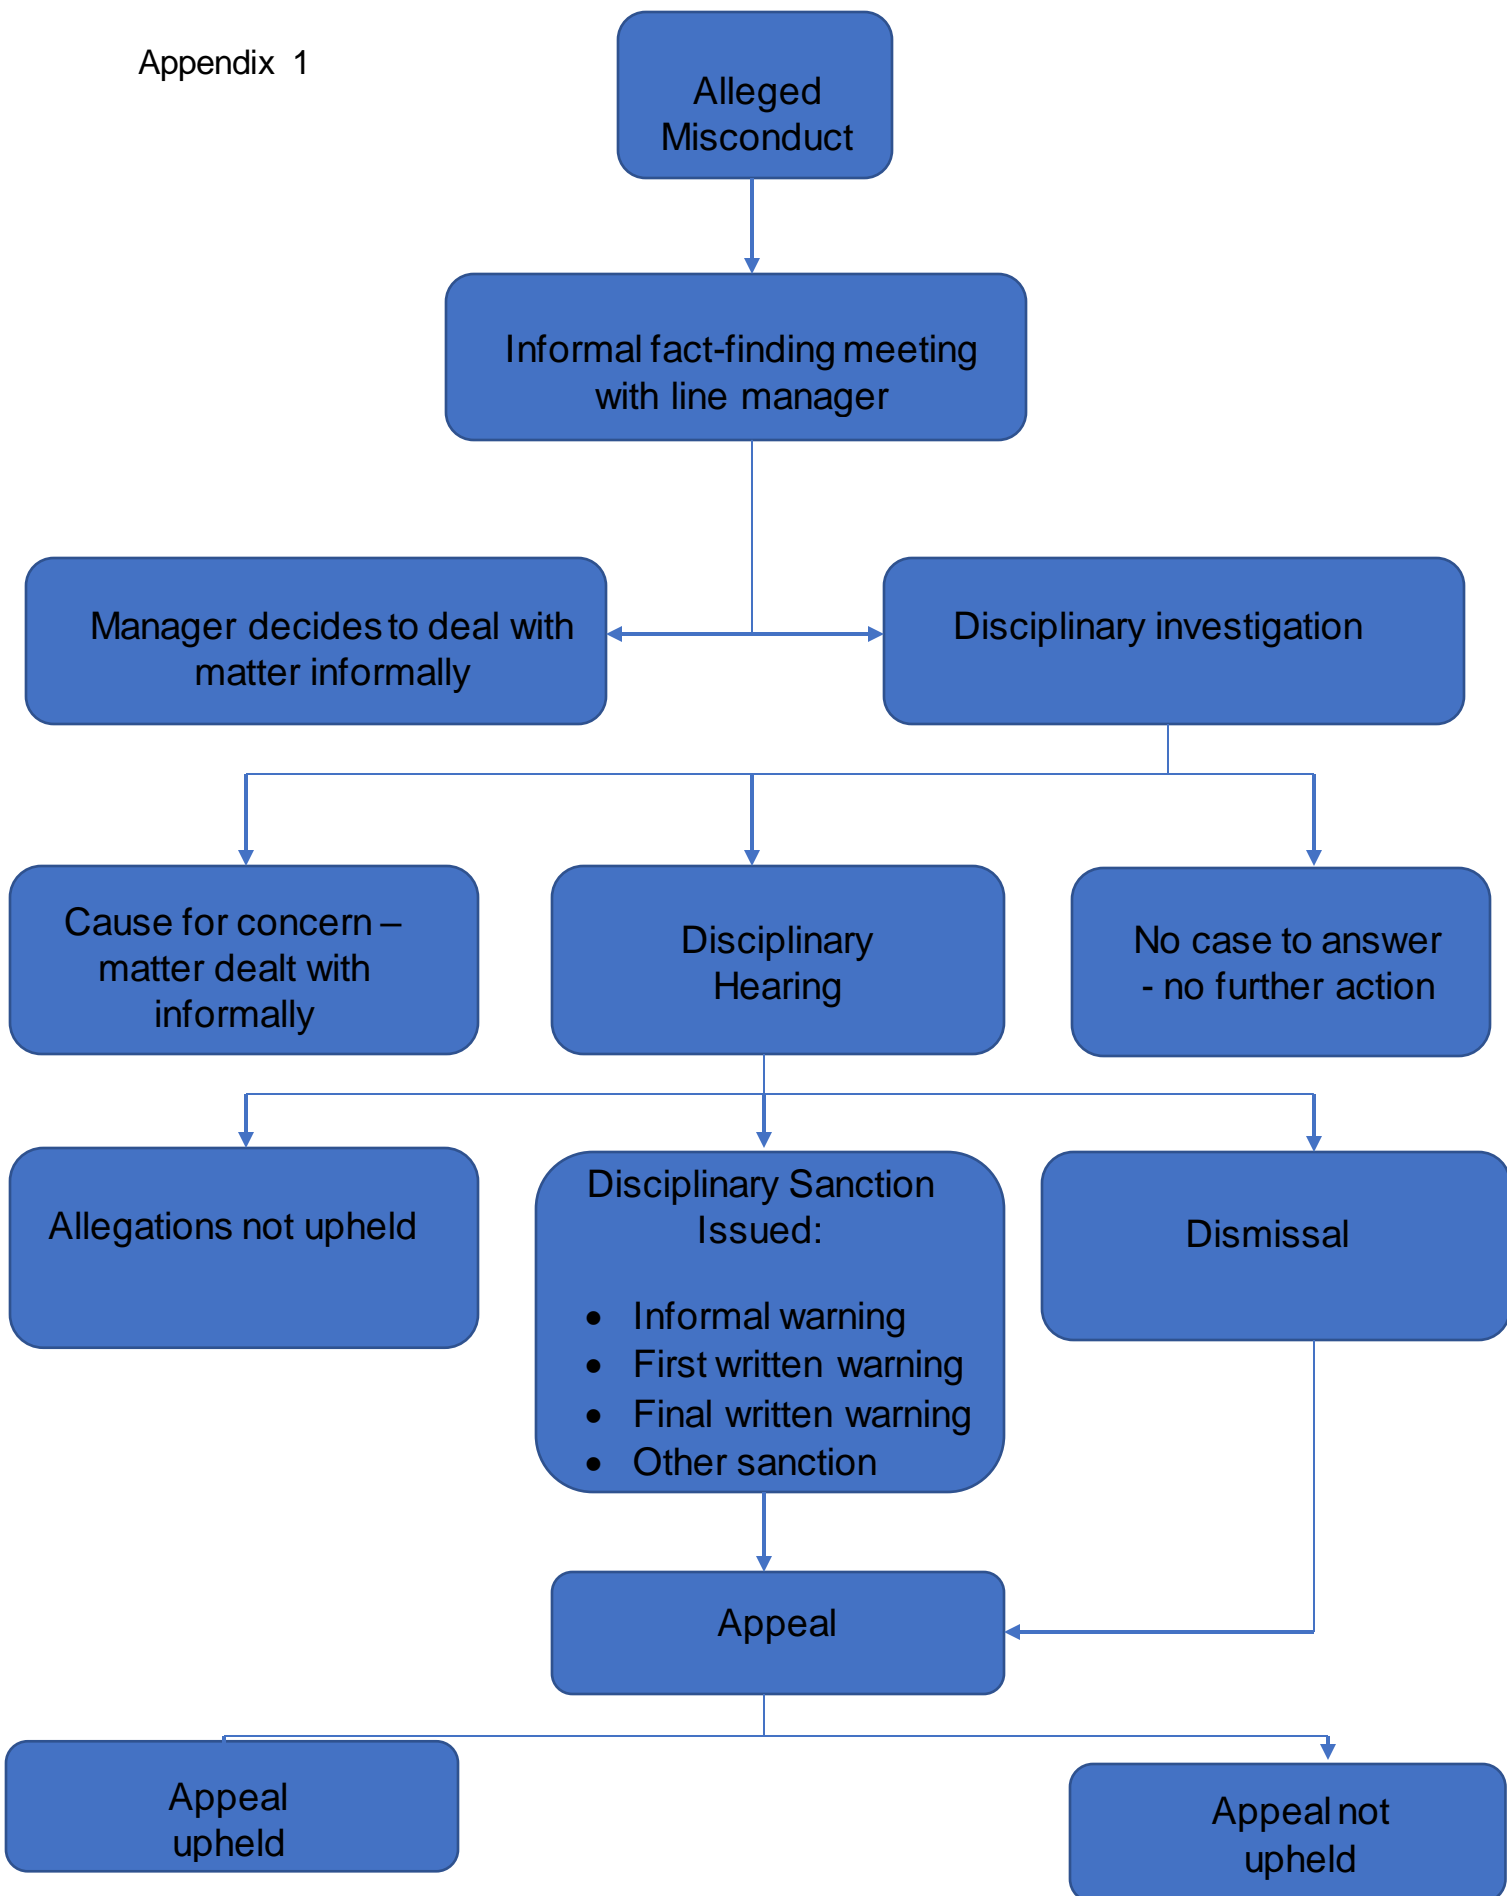 Appendix 1
Alleged
Misconduct
Informal fact-finding meeting
with line manager
Manager decides to deal with
matter informally
Disciplinary investigation
Cause for concern –
matter dealt with
informally
Disciplinary
Hearing
No case to answer
- no further action
Allegations not upheld
Disciplinary Sanction
Issued:
• Informal warning
• First written warning
• Final written warning
• Other sanction
Dismissal
Appeal
Appeal
upheld
Appeal not
upheld